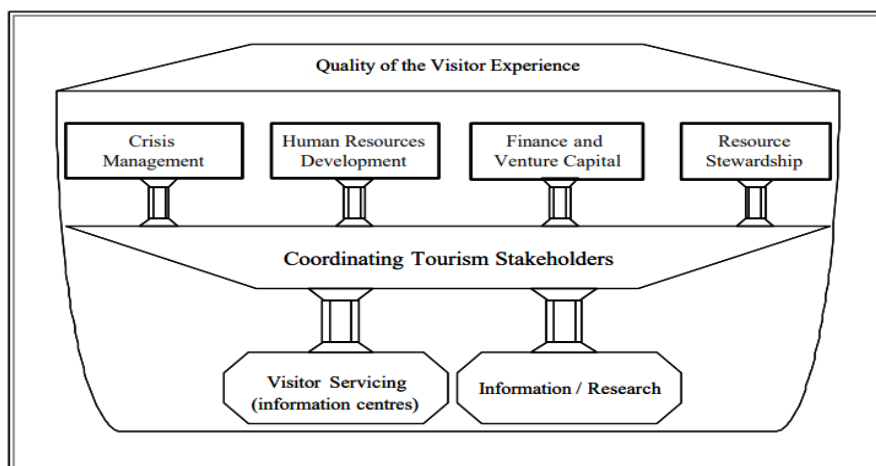 Quality of the Visitor Experience
Crisis
Management
Human Resources
Development
Finance and
Venture Capital
Resource
Stewardship
Coordinating Tourism Stakeholders
Visitor Servicing
(information centres)
Information / Research